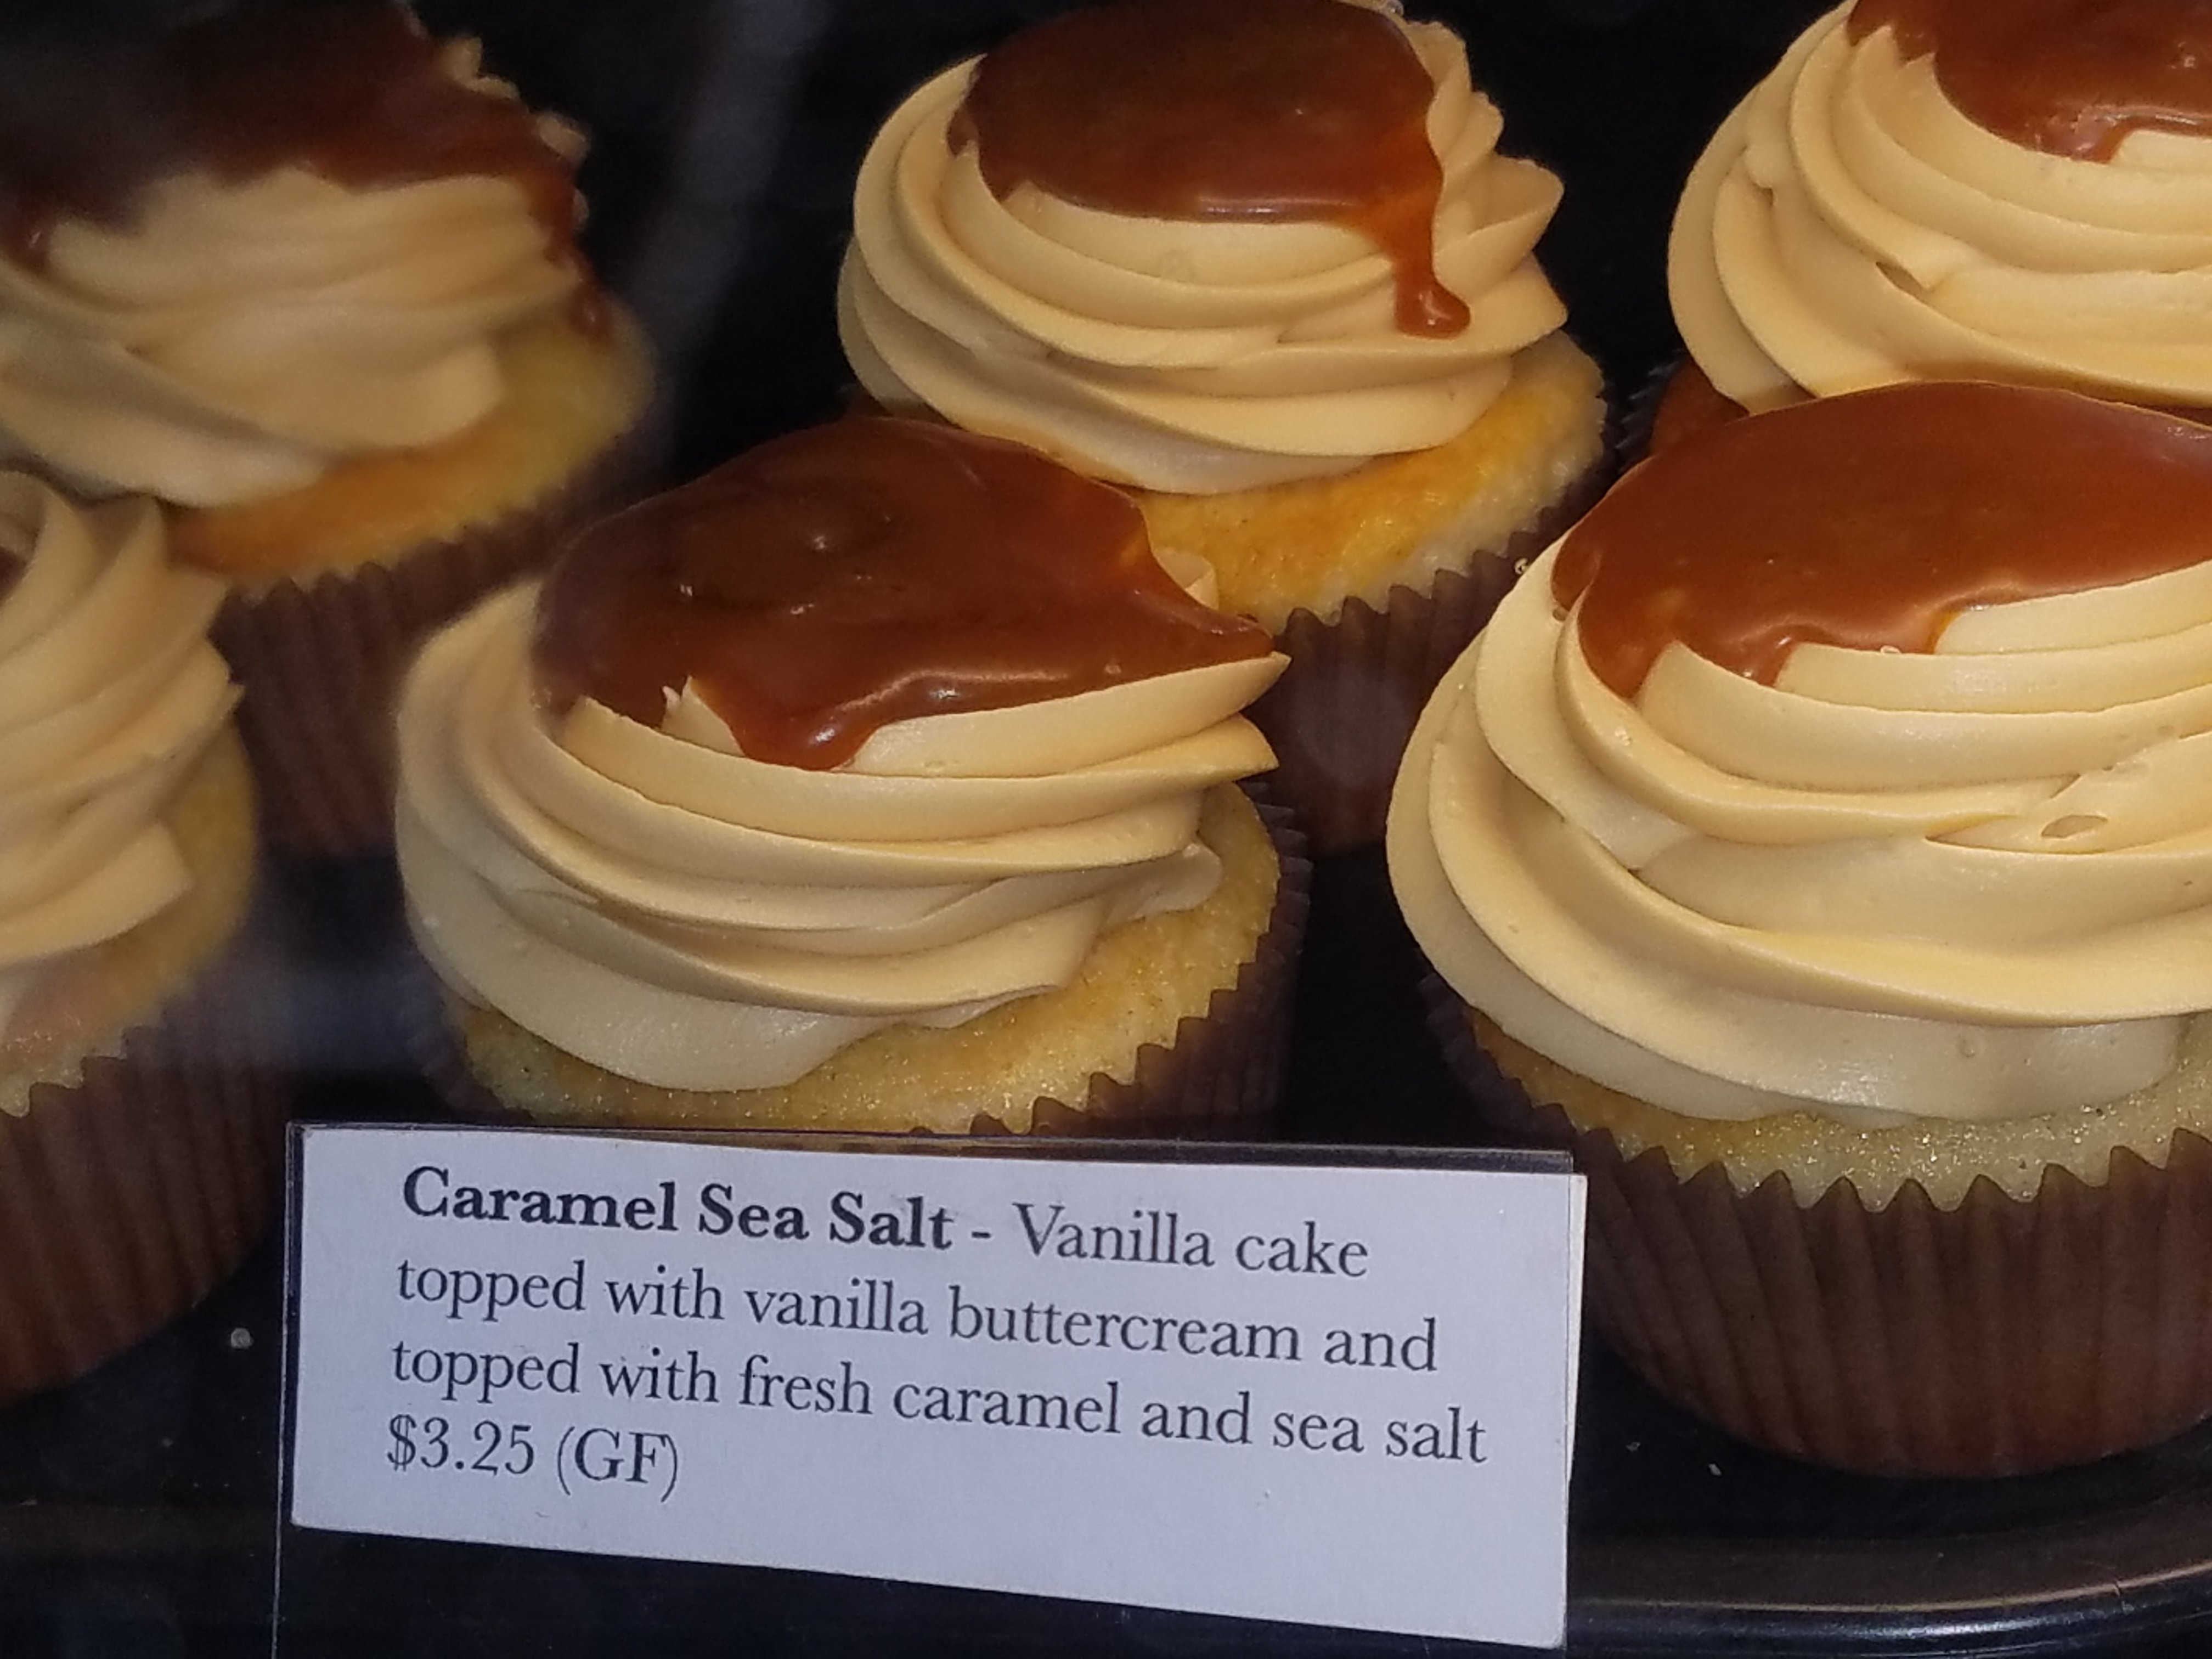 Caramel Sea Salt - Vanilla cake
topped with vanilla buttercream and
topped with fresh caramel and sea salt
$3.25 (GF)